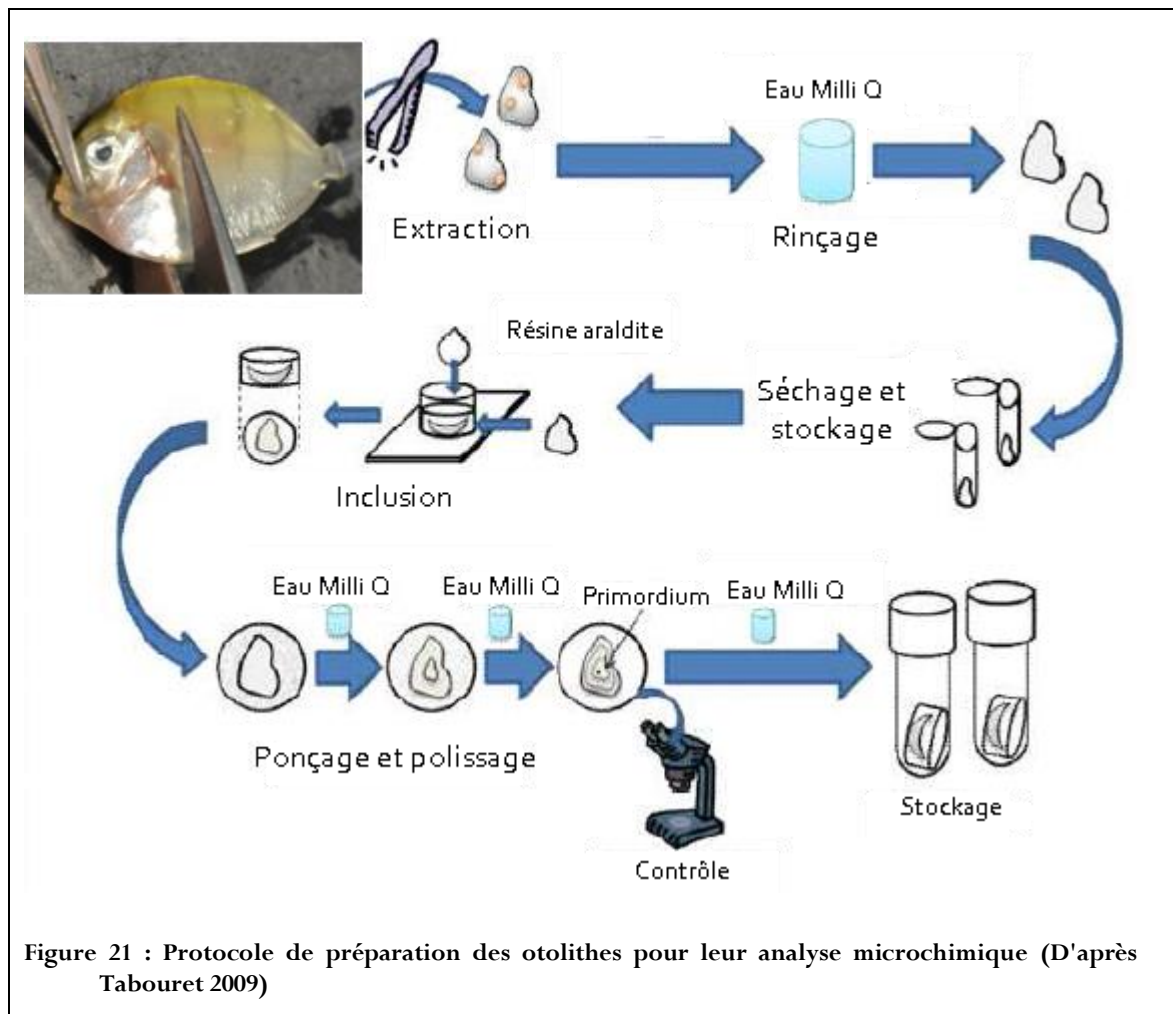 Eau Milli Q
Extraction
Rinçage
Résine araldite
Séchage et
stockage
Inclusion
Eau Milli Q
Eau Milli Q
Primordium
Eau Milli Q
Ponçage et polissage
Contrôle
Stockage
Figure 21 : Protocole de préparation des otolithes pour leur analyse microchimique (D'après
Tabouret 2009)